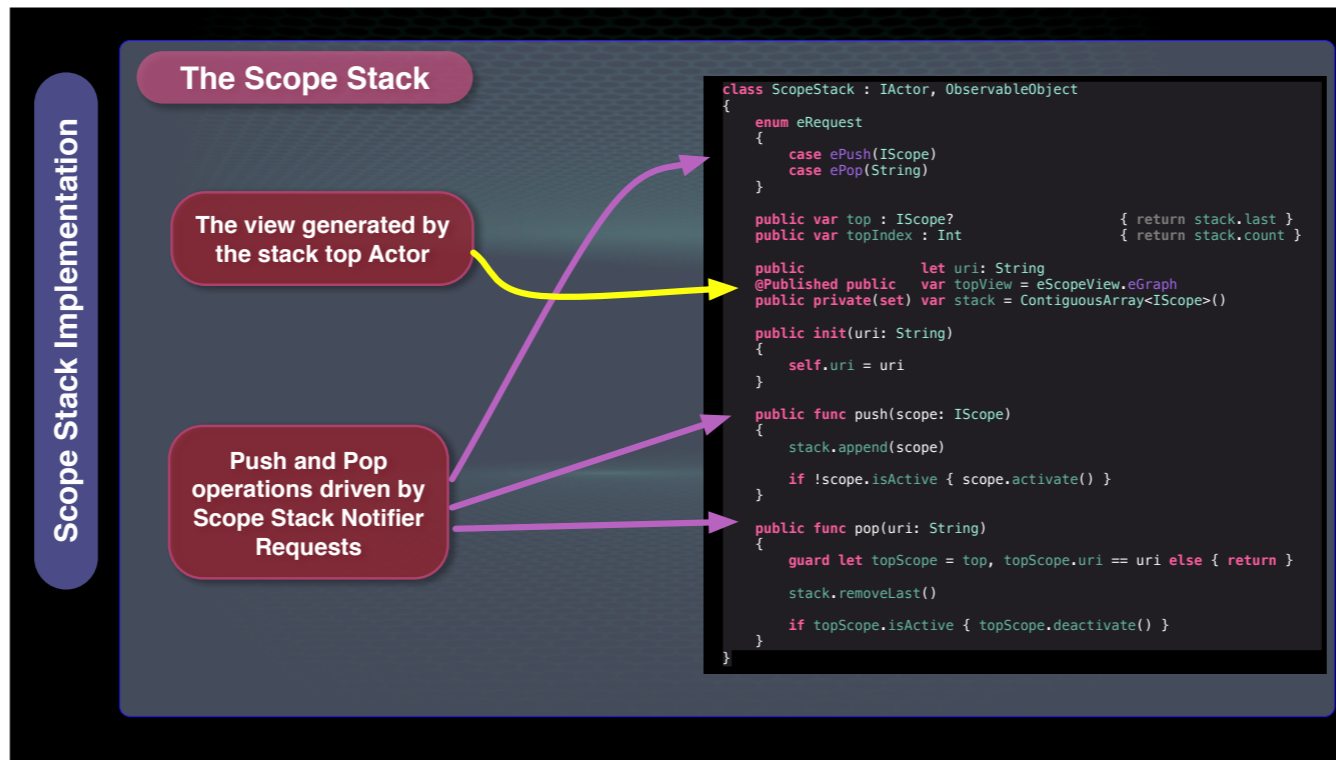 The Scope Stack
Scope Stack Implementation
The view generated by
the stack top Actor
Push and Pop
operations driven by
Scope Stack Notifier
Requests
class ScopeStack : IActor, ObservableObject
{
    enum eRequest
    {
        case ePush(IScope)
        case ePop(String)
    }
    public var top : IScope?                    { return stack.last }
    public var topIndex : Int                   { return stack.count }
    public              let uri: String
    @Published public   var topView = eScopeView.eGraph
    public private(set) var stack = ContiguousArray<IScope>()
    public init(uri: String)
    {
        self.uri = uri
    }
    public func push(scope: IScope)
    {
        stack.append(scope)
        if !scope.isActive { scope.activate() }
    }
    public func pop(uri: String)
    {
        guard let topScope = top, topScope.uri == uri else { return }
        stack.removeLast()
        if topScope.isActive { topScope.deactivate() }
    }
}